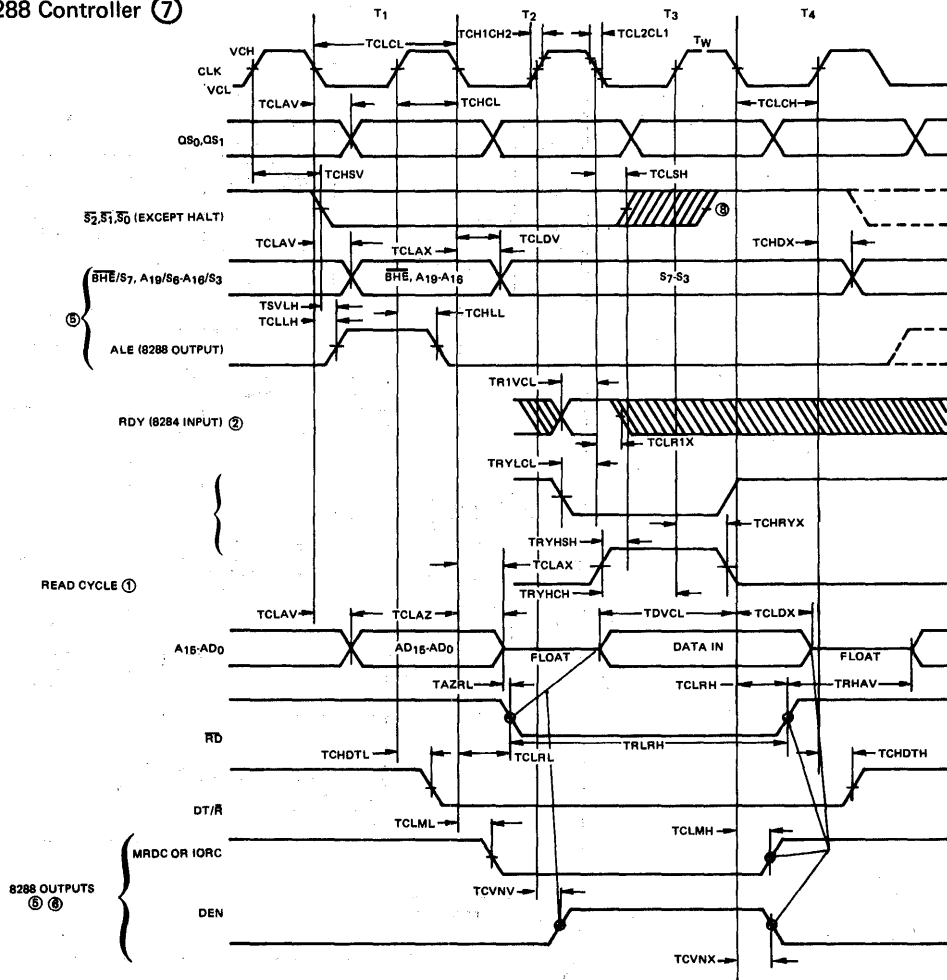 288 Controller ⑦
T1 T2 T3 T4
TCLCL TCH1CH2 TCL2CL1
VCH TW
CLK
VCL
TCLAV TCHCL TCLCH
QS0,QS1
TCHSV TCLSH
S2,S1,S0 (EXCEPT HALT) ⑧
TCLAV TCLAX TCLDV TCHDX
BHE/S7, A19/S6-A16/S3 BHE, A19-A16 S7-S3
⑤
TSVLH
TCLLH TCHLL
ALE (8288 OUTPUT)
TR1VCL
RDY (8284 INPUT) ②
TCLR1X
TRYLCL
TCHRYX
TRYHSH
TCLAX
READ CYCLE ①
TRYHCH
TCLAV TCLAZ TDVCL TCLDX
A15-AD0 AD15-AD0 FLOAT DATA IN FLOAT
TAZRL TCLRH TRHAV
RD
TCHDTL TCLRL TRLRH TCHDTH
DT/R
TCLML TCLMH
MRDC OR IORC
8288 OUTPUTS
⑤ ⑥
TCVNV
DEN
TCVNX